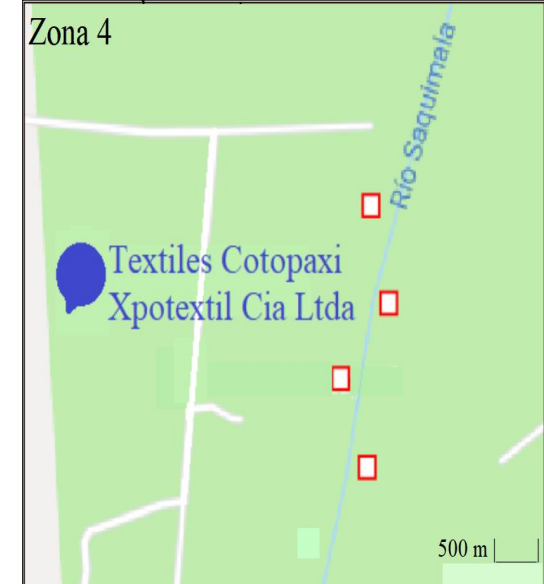 Zona 4
Río Saquimala
Textiles Cotopaxi
Xpotextil Cia Ltda
500 m